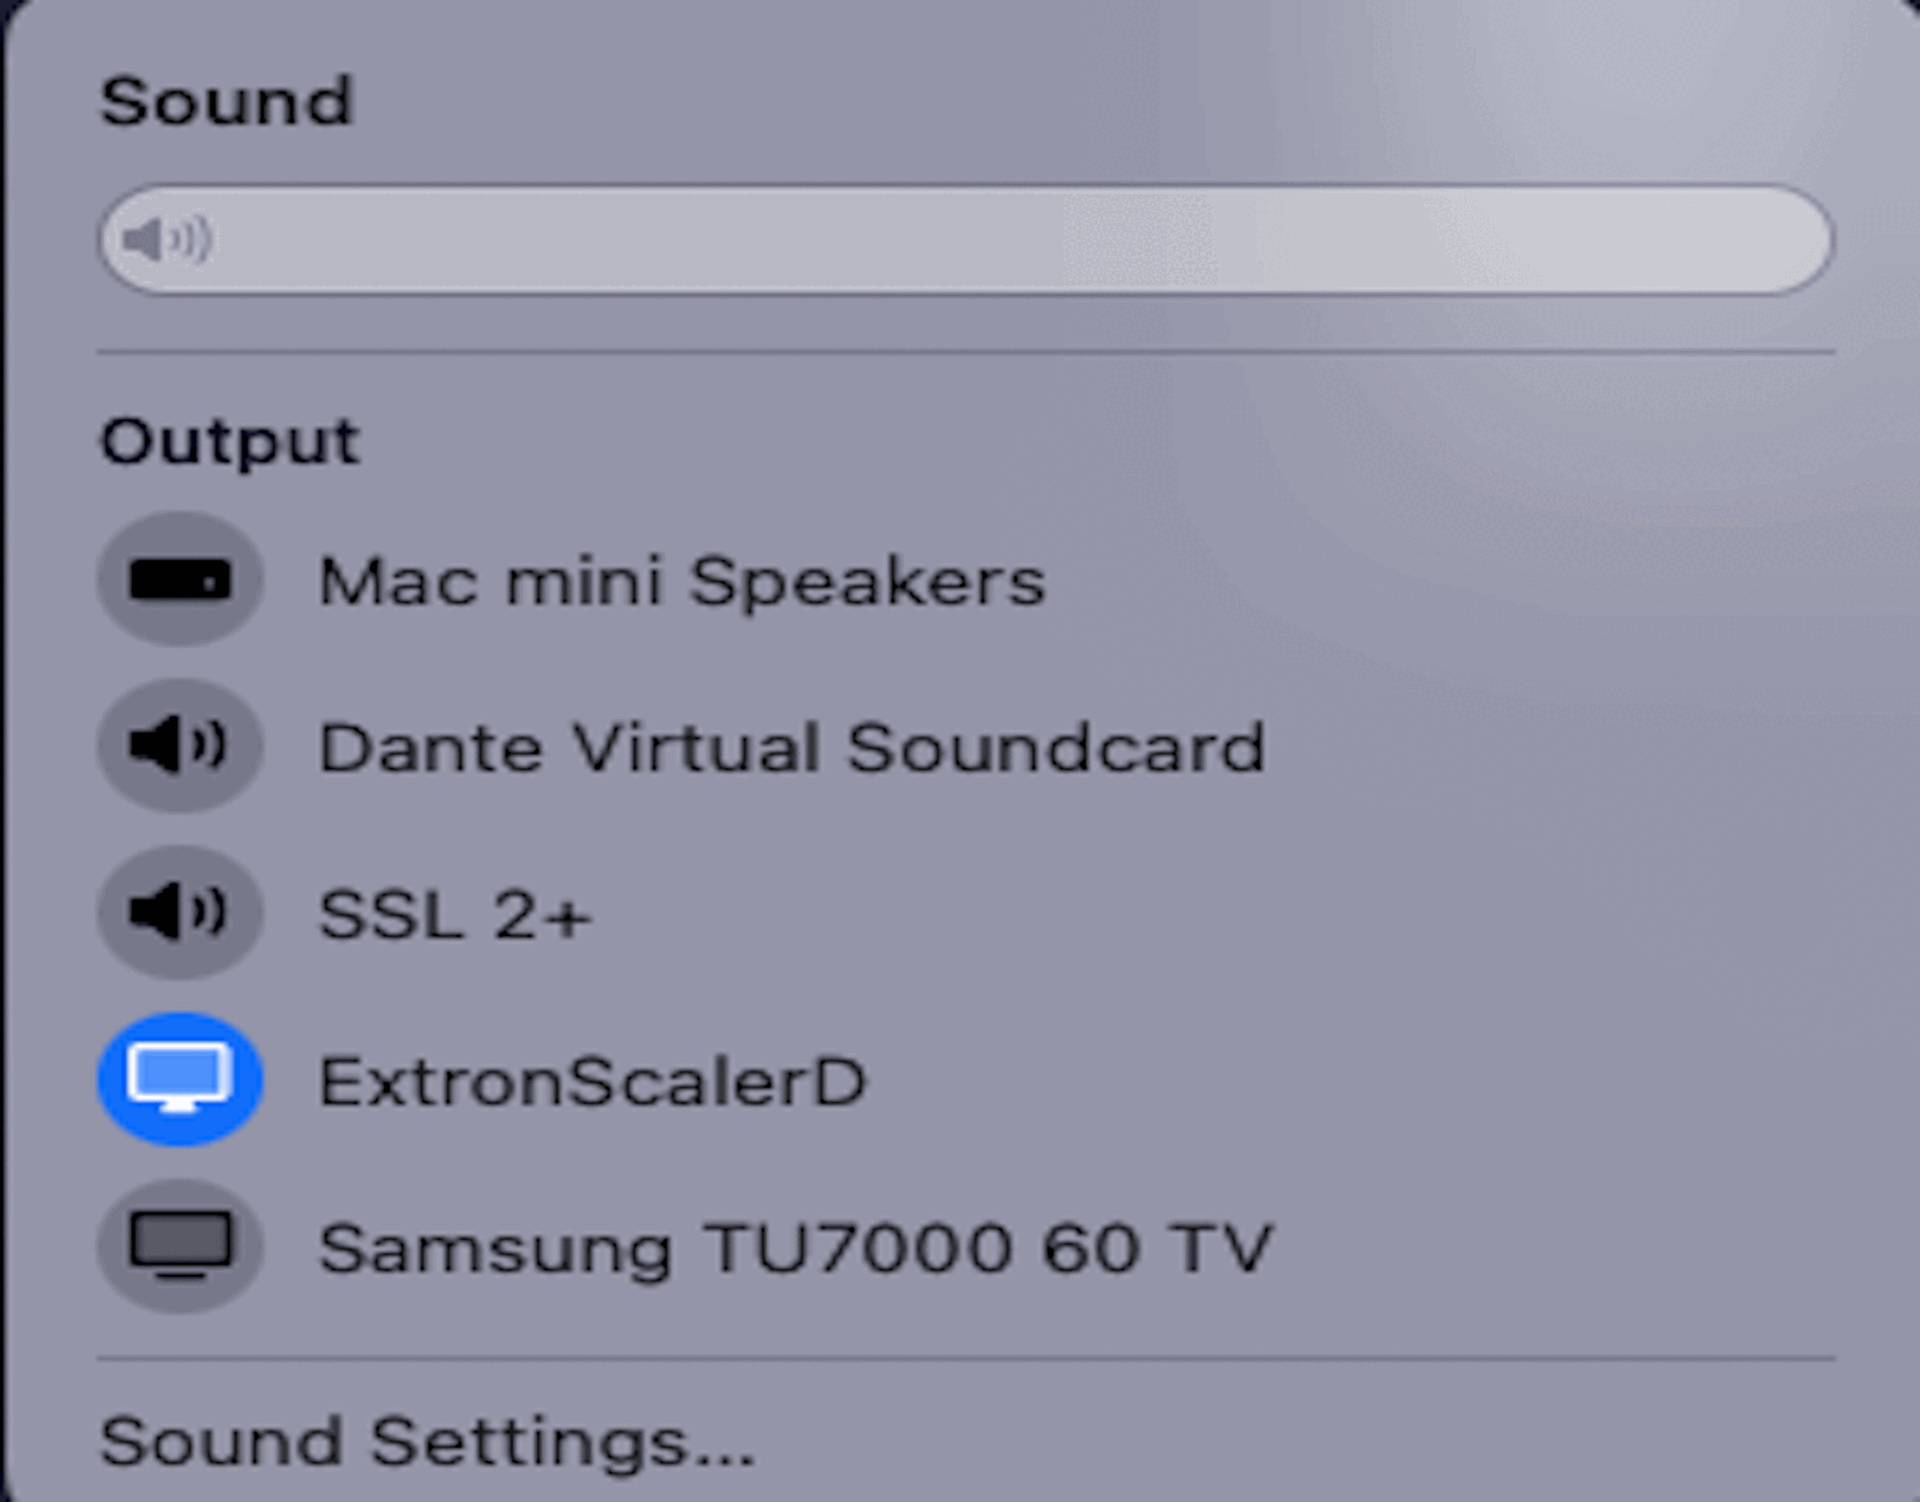 Sound
Output
Mac mini Speakers
Dante Virtual Soundcard
SSL 2+
ExtronScalerD
Samsung TU7000 60 TV
Sound Settings...